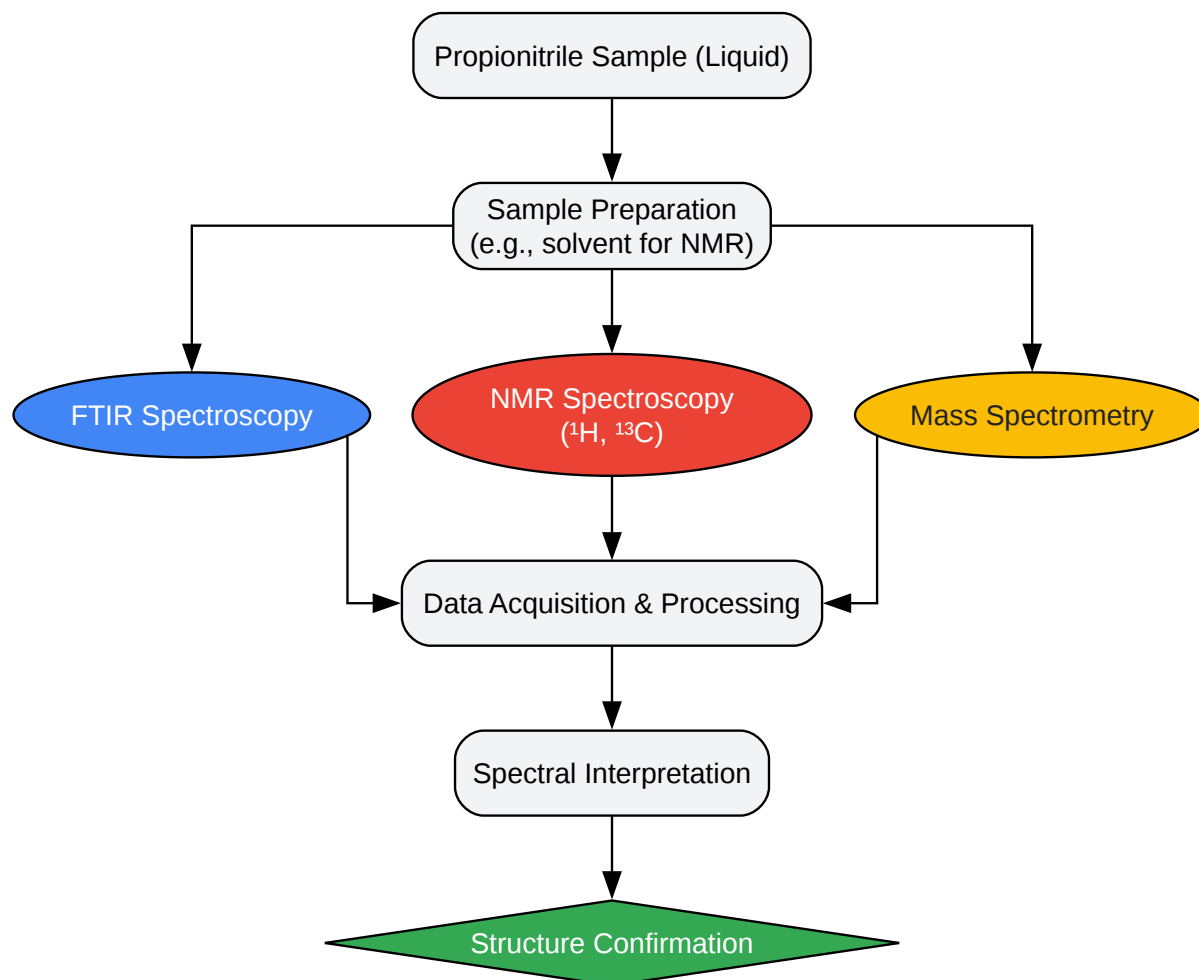 Propionitrile Sample (Liquid)
Sample Preparation
(e.g., solvent for NMR)
FTIR Spectroscopy
NMR Spectroscopy
(¹H, ¹³C)
Mass Spectrometry
Data Acquisition & Processing
Spectral Interpretation
Structure Confirmation